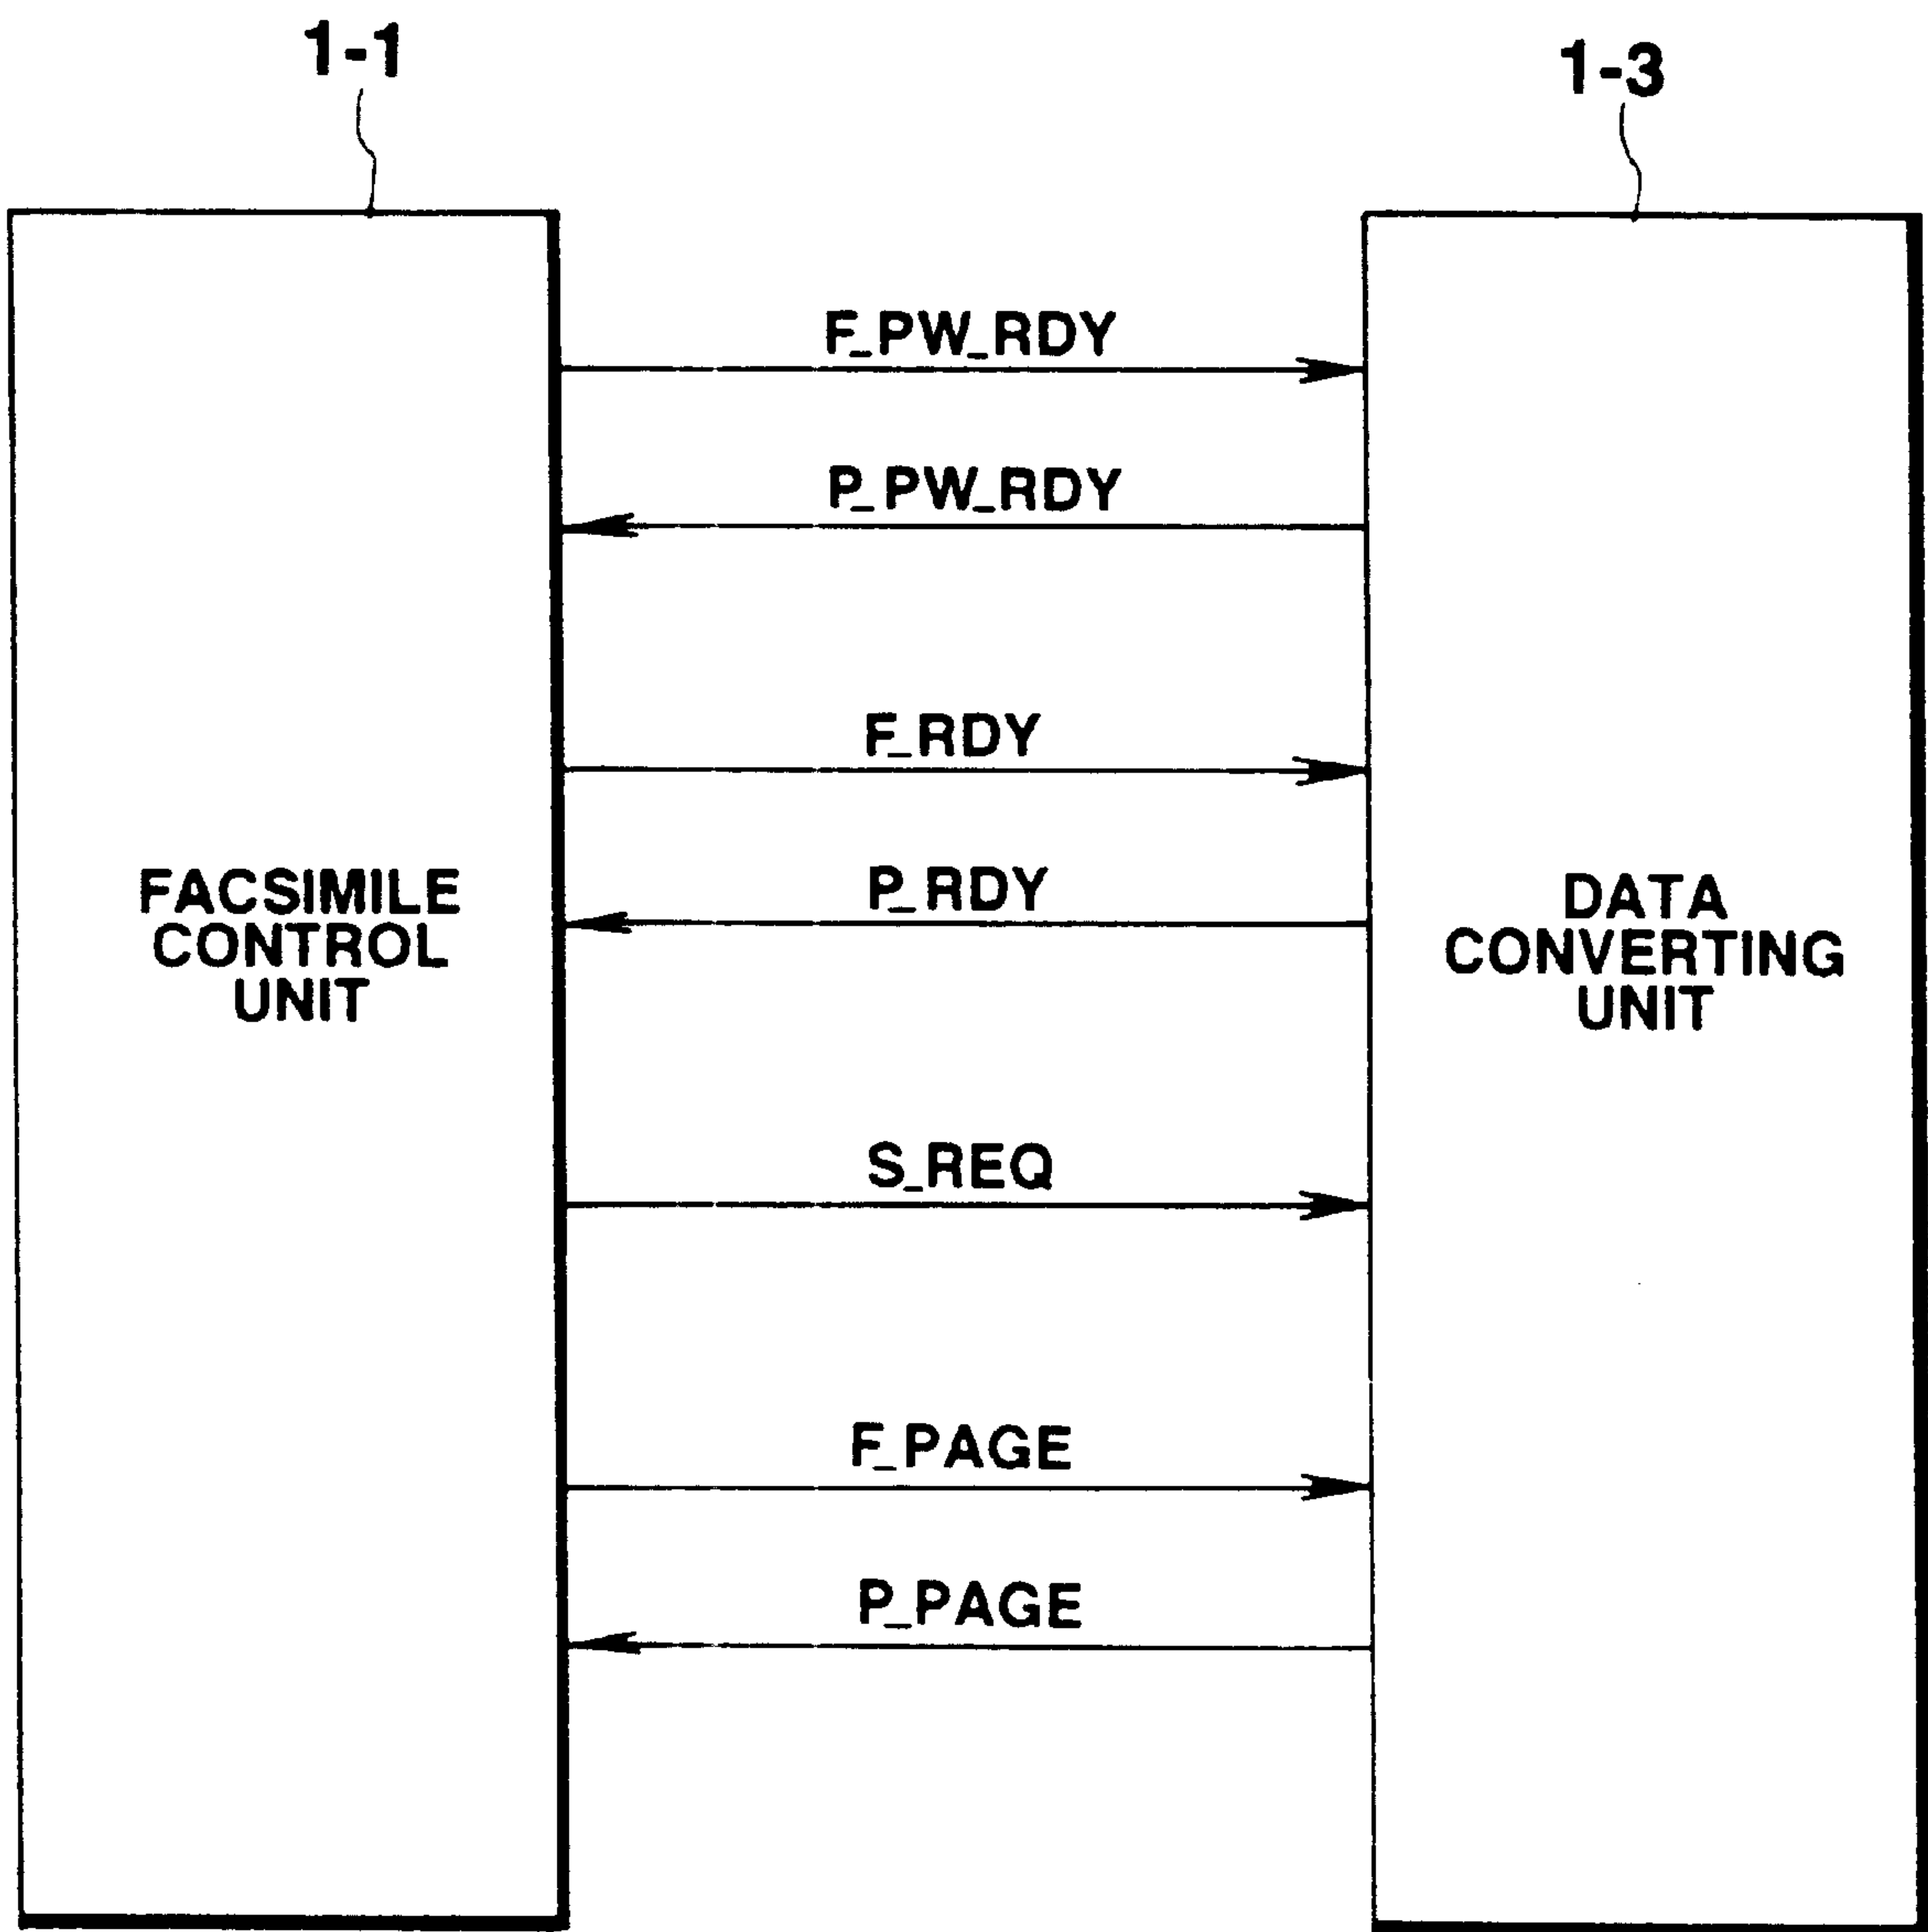 1-1
1-3
F_PW_RDY
P_PW_RDY
F_RDY
P_RDY
FACSIMILE
CONTROL
UNIT
DATA
CONVERTING
UNIT
S_REQ
F_PAGE
P_PAGE